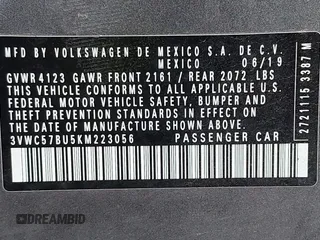 MFD BY VOLKSWAGEN DE MEXICO S.A. DE C.V.
MEXICO 06/19
GVWR 4123 GAWR FRONT 2161 / REAR 2072 LBS
THIS VEHICLE CONFORMS TO ALL APPLICABLE
FEDERAL MOTOR VEHICLE SAFETY, BUMPER AND
THEFT PREVENTION STANDARDS IN EFFECT ON THE
DATE OF MANUFACTURE SHOWN ABOVE.
3VWC57BU5KM223056 PASSENGER CAR
2721115 3387 M
© DREAMBID